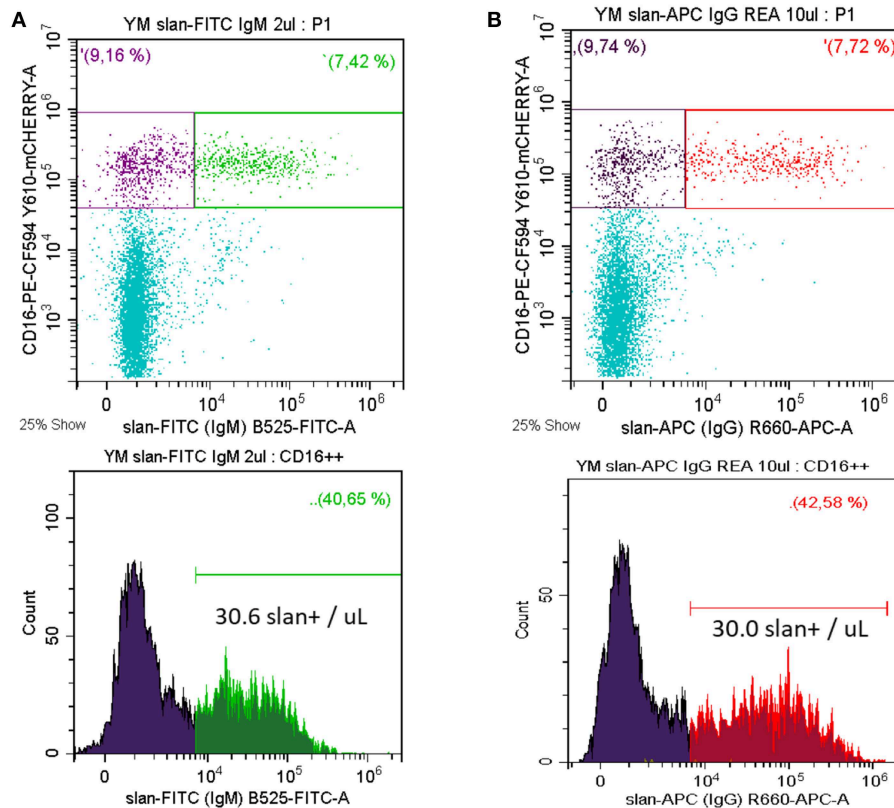 A
YM slan-FITC IgM 2ul : P1
'(9,16 %)
`(7,42 %)
CD16-PE-CF594 Y610-mCHERRY-A
10^7
10^6
10^5
10^4
10^3
0
10^4
10^5
10^6
25% Show
slan-FITC (IgM) B525-FITC-A
B
YM slan-APC IgG REA 10ul : P1
,(9,74 %)
'(7,72 %)
CD16-PE-CF594 Y610-mCHERRY-A
10^7
10^6
10^5
10^4
10^3
0
10^4
10^5
10^6
25% Show
slan-APC (IgG) R660-APC-A
YM slan-FITC IgM 2ul : CD16++
..(40,65 %)
Count
100
50
0
30.6 slan+ / uL
0
10^4
10^5
10^6
slan-FITC (IgM) B525-FITC-A
YM slan-APC IgG REA 10ul : CD16++
.(42,58 %)
Count
50
0
30.0 slan+ / uL
0
10^4
10^5
10^6
slan-APC (IgG) R660-APC-A